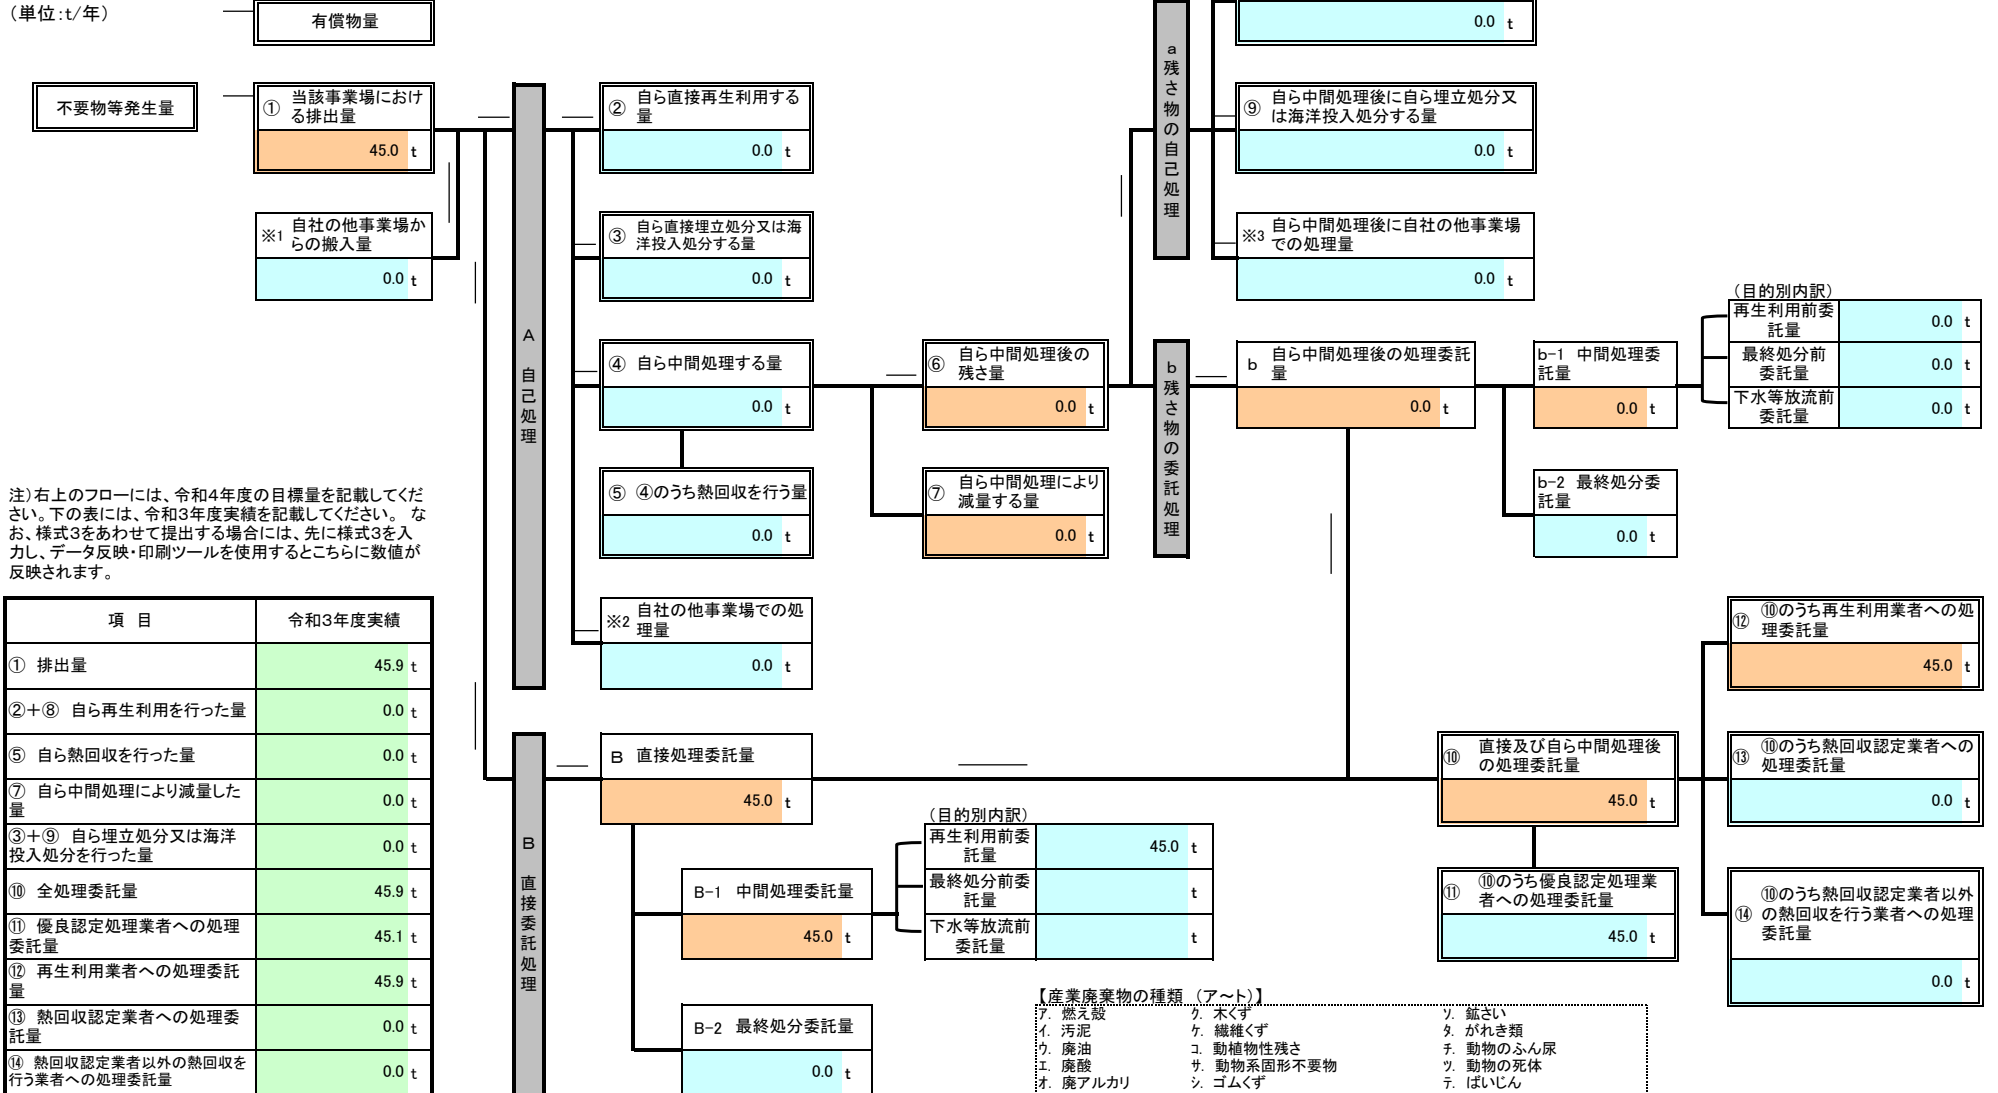 （単位：t/年）
有償物量
0.0 t
不要物等発生量
① 当該事業場におけ
る排出量
45.0 t
※1 自社の他事業場か
らの搬入量
0.0 t
A 自己処理
② 自ら直接再生利用する
量
0.0 t
③ 自ら直接埋立処分又は海
洋投入処分する量
0.0 t
④ 自ら中間処理する量
0.0 t
⑤ ④のうち熱回収を行う量
0.0 t
※2 自社の他事業場での処
理量
0.0 t
⑥ 自ら中間処理後の
残さ量
0.0 t
⑦ 自ら中間処理により
減量する量
0.0 t
a残さ物の自己処理
⑨ 自ら中間処理後に自ら埋立処分又
は海洋投入処分する量
0.0 t
※3 自ら中間処理後に自社の他事業場
での処理量
0.0 t
b残さ物の委託処理
b 自ら中間処理後の処理委託
量
0.0 t
b-1 中間処理委
託量
0.0 t
b-2 最終処分委
託量
0.0 t
（目的別内訳）
再生利用前委
託量
0.0 t
最終処分前
委託量
0.0 t
下水等放流前
委託量
0.0 t
注）右上のフローには、令和4年度の目標量を記載してくだ
さい。下の表には、令和3年度実績を記載してください。 な
お、様式3をあわせて提出する場合には、先に様式3を入
力し、データ反映・印刷ツールを使用するとこちらに数値が
反映されます。
項 目 令和3年度実績
① 排出量 45.9 t
②＋⑧ 自ら再生利用を行った量 0.0 t
⑤ 自ら熱回収を行った量 0.0 t
⑦ 自ら中間処理により減量した
量 0.0 t
③＋⑨ 自ら埋立処分又は海洋
投入処分を行った量 0.0 t
⑩ 全処理委託量 45.9 t
⑪ 優良認定処理業者への処理
委託量 45.1 t
⑫ 再生利用業者への処理委託
量 45.9 t
⑬ 熱回収認定業者への処理委
託量 0.0 t
⑭ 熱回収認定業者以外の熱回収を
行う業者への処理委託量 0.0 t
B 直接委託処理
B 直接処理委託量
45.0 t
B-1 中間処理委託量
45.0 t
B-2 最終処分委託量
0.0 t
（目的別内訳）
再生利用前委
託量
45.0 t
最終処分前委
託量
t
下水等放流前
委託量
t
⑩ 直接及び自ら中間処理後
の処理委託量
45.0 t
⑪ ⑩のうち優良認定処理業
者への処理委託量
45.0 t
⑫ ⑩のうち再生利用業者への処
理委託量
45.0 t
⑬ ⑩のうち熱回収認定業者への
処理委託量
0.0 t
⑭ ⑩のうち熱回収認定業者以外
の熱回収を行う業者への処理
委託量
0.0 t
【産業廃棄物の種類 （ア～ト）】
ア. 燃え殻 ク. 木くず ソ. 鉱さい
イ. 汚泥 ケ. 繊維くず タ. がれき類
ウ. 廃油 コ. 動植物性残さ チ. 動物のふん尿
エ. 廃酸 サ. 動物系固形不要物 ツ. 動物の死体
オ. 廃アルカリ シ. ゴムくず テ. ばいじん